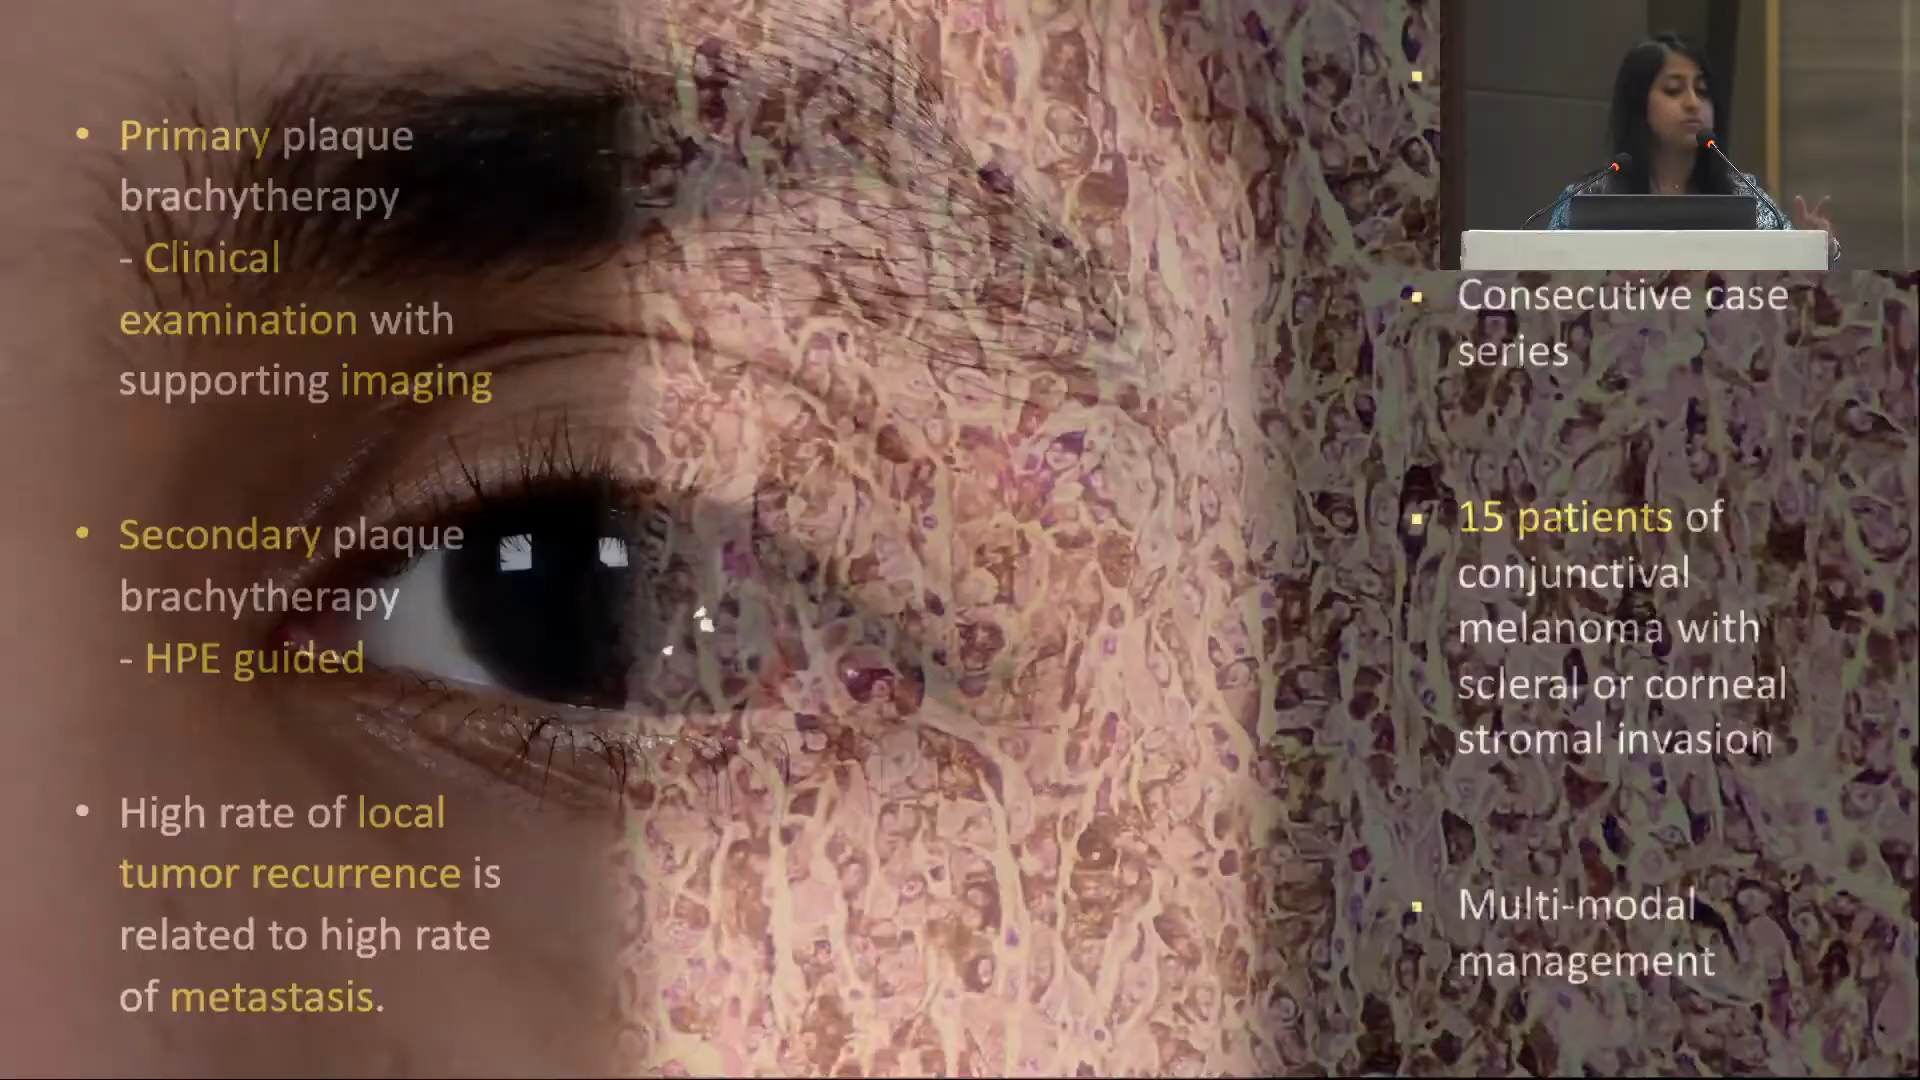 • Primary plaque
brachytherapy
- Clinical
examination with
supporting imaging
• Secondary plaque
brachytherapy
- HPE guided
• High rate of local
tumor recurrence is
related to high rate
of metastasis.
▪ Consecutive case
series
▪ 15 patients of
conjunctival
melanoma with
scleral or corneal
stromal invasion
▪ Multi-modal
management